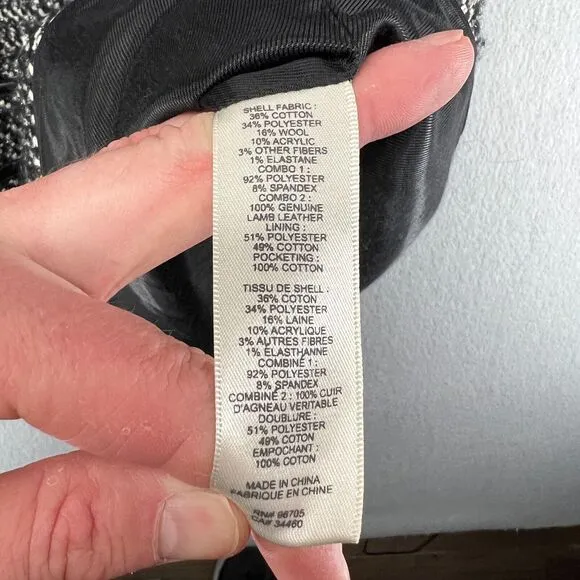 SHELL FABRIC :
36% COTTON
34% POLYESTER
16% WOOL
10% ACRYLIC
3% OTHER FIBERS
1% ELASTANE
COMBO 1 :
92% POLYESTER
8% SPANDEX
COMBO 2 :
100% GENUINE
LAMB LEATHER
LINING :
51% POLYESTER
49% COTTON
POCKETING :
100% COTTON
TISSU DE SHELL :
36% COTON
34% POLYESTER
16% LAINE
10% ACRYLIQUE
3% AUTRES FIBRES
1% ELASTHANNE
COMBINÉ 1 :
92% POLYESTER
8% SPANDEX
COMBINÉ 2 : 100% CUIR
D'AGNEAU VERITABLE
DOUBLURE :
51% POLYESTER
49% COTON
EMPOCHANT :
100% COTON
MADE IN CHINA
FABRIQUE EN CHINE
RN# 96705
CA# 34460